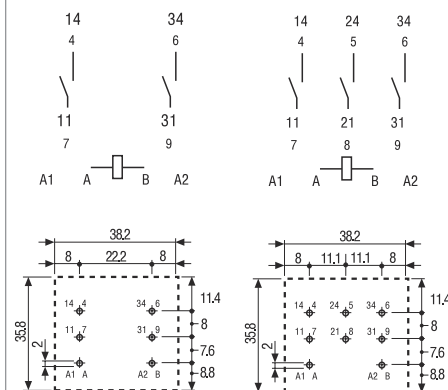 14 34
4 6
11 31
7 9
A1 A B A2
14 24 34
4 5 6
11 21 31
7 8 9
A1 A B A2
38.2
8 22.2 8
35.8
2
14 4 34 6
11 7 31 9
A1 A A2 B
11.4
8
7.6
8.8
38.2
8 11.1 11.1 8
35.8
2
14 4 24 5 34 6
11 7 21 8 31 9
A1 A A2 B
11.4
8
7.6
8.8